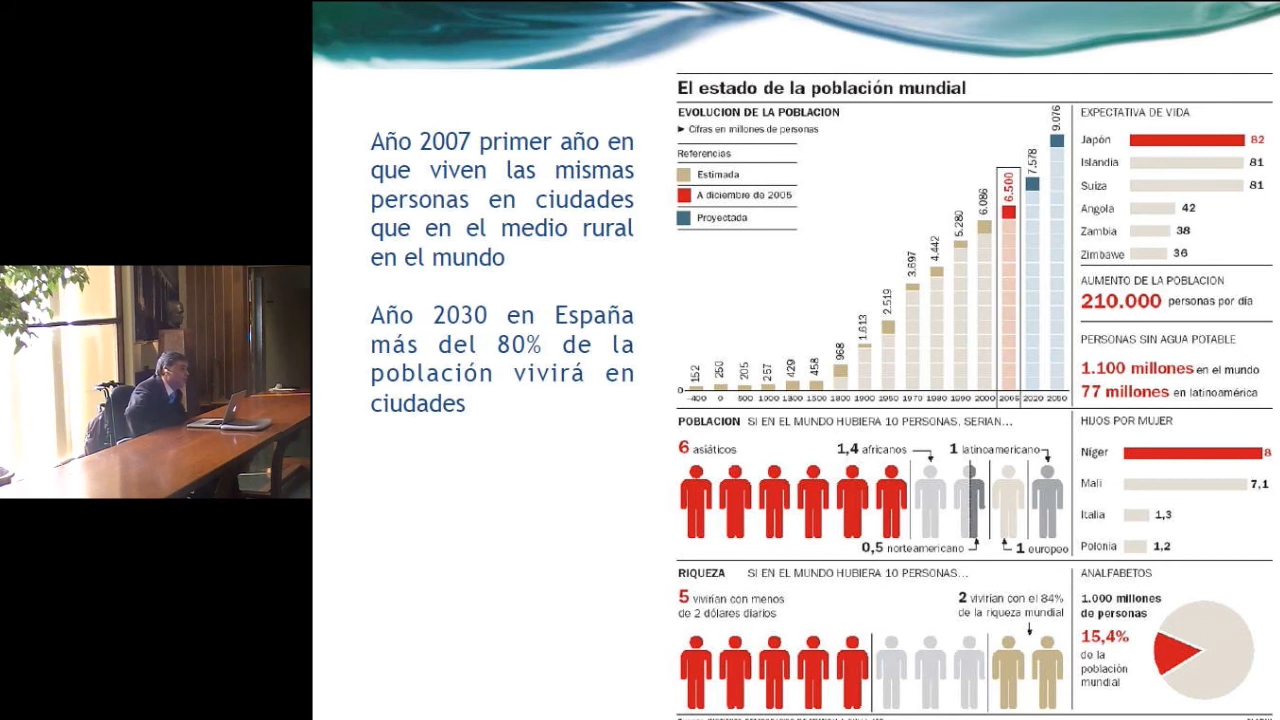 Año 2007 primer año en
que viven las mismas
personas en ciudades
que en el medio rural
en el mundo
Año 2030 en España
más del 80% de la
población vivirá en
ciudades
El estado de la población mundial
EVOLUCION DE LA POBLACION
► Cifras en millones de personas
Referencias
Estimada
A diciembre de 2005
Proyectada
152
250
205
257
429
458
968
1.613
2.519
3.697
4.442
5.280
6.086
6.500
7.578
9.076
0
-400 0 500 1000 1300 1500 1800 1900 1950 1970 1980 1990 2000 2005 2020 2050
EXPECTATIVA DE VIDA
Japón 82
Islandia 81
Suiza 81
Angola 42
Zambia 38
Zimbawe 36
AUMENTO DE LA POBLACION
210.000 personas por día
PERSONAS SIN AGUA POTABLE
1.100 millones en el mundo
77 millones en latinoamérica
POBLACION SI EN EL MUNDO HUBIERA 10 PERSONAS, SERIAN...
6 asiáticos
1,4 africanos
1 latinoamericano
0,5 norteamericano
1 europeo
HIJOS POR MUJER
Níger 8
Malí 7,1
Italia 1,3
Polonia 1,2
RIQUEZA SI EN EL MUNDO HUBIERA 10 PERSONAS...
5 vivirían con menos
de 2 dólares diarios
2 vivirían con el 84%
de la riqueza mundial
ANALFABETOS
1.000 millones
de personas
15,4%
de la
población
mundial